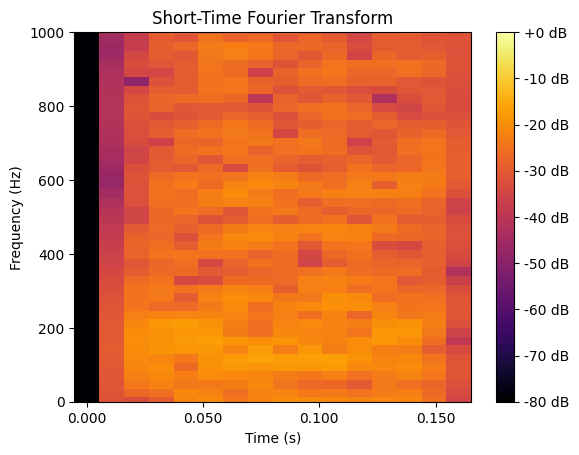 Short-Time Fourier Transform
1000
800
600
400
200
0
Frequency (Hz)
0.000
0.050
0.100
0.150
Time (s)
+0 dB
-10 dB
-20 dB
-30 dB
-40 dB
-50 dB
-60 dB
-70 dB
-80 dB